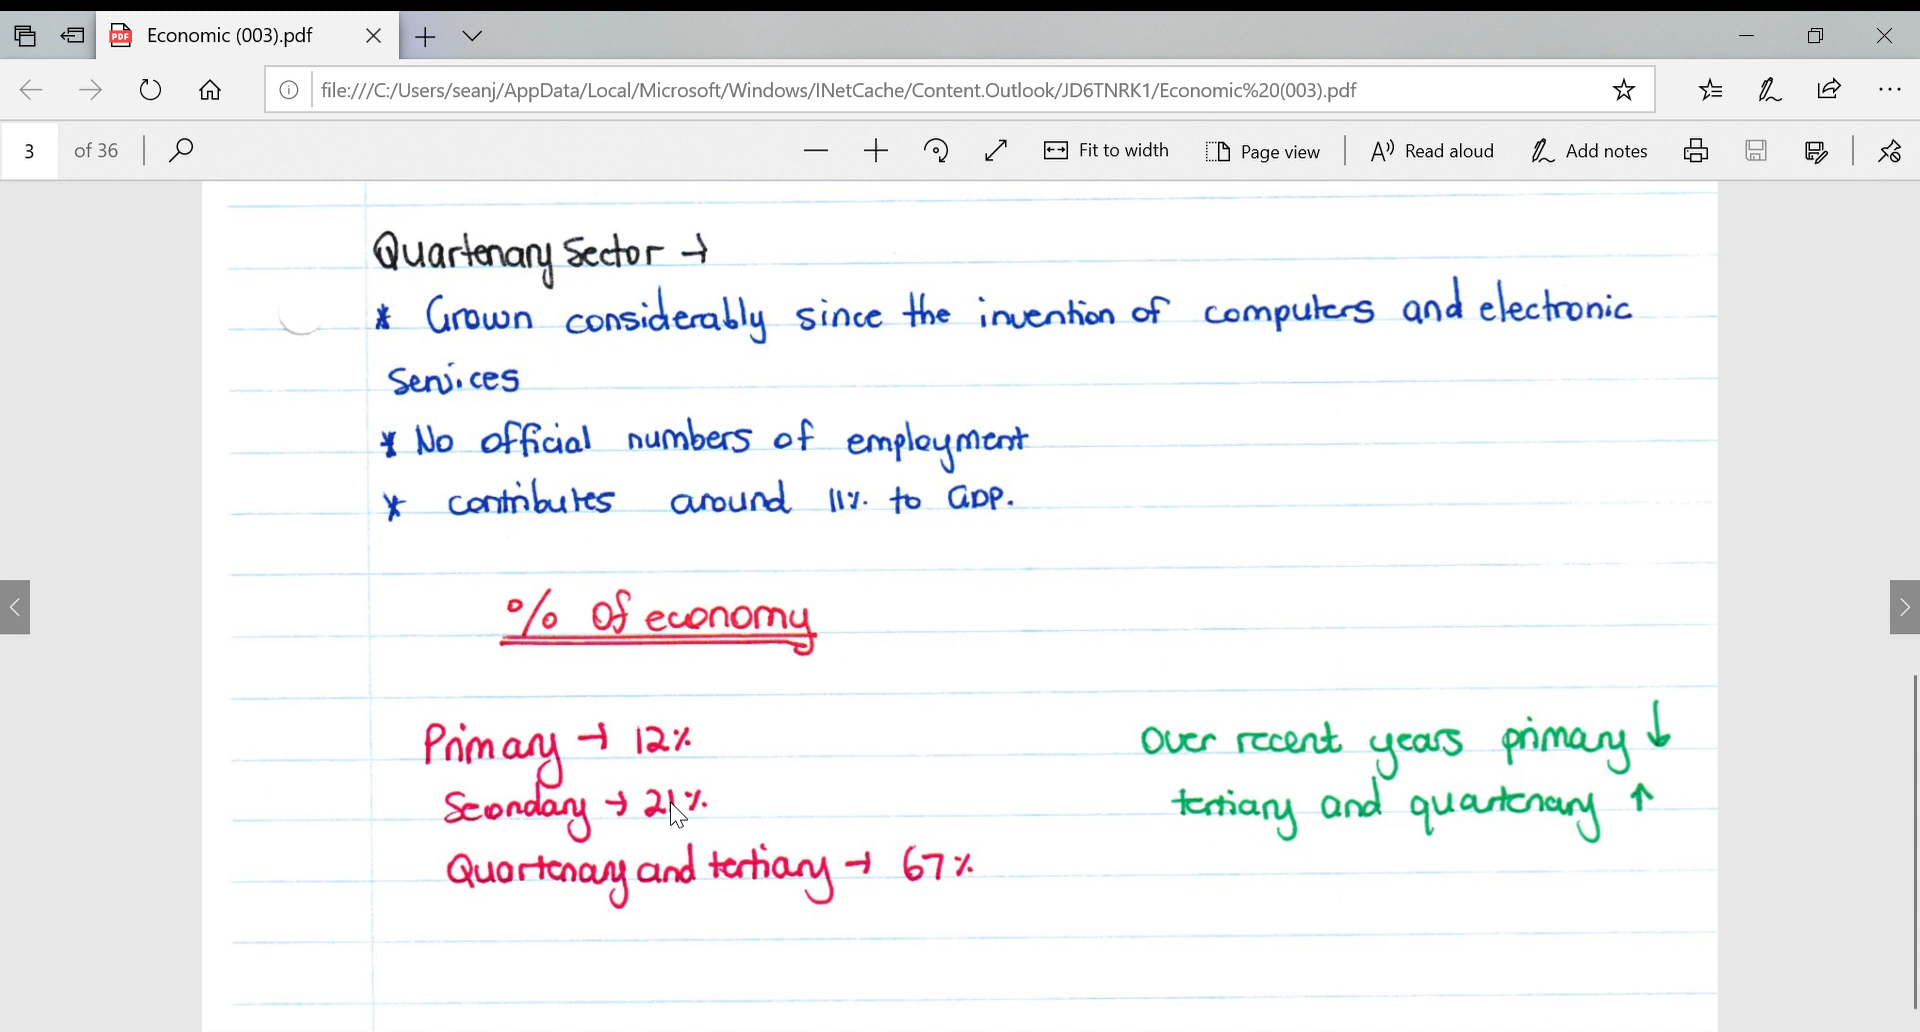 Economic (003).pdf
file:///C:/Users/seanj/AppData/Local/Microsoft/Windows/INetCache/Content.Outlook/JD6TNRK1/Economic%20(003).pdf
3 of 36 Fit to width Page view Read aloud Add notes
Quartenary Sector →
* Grown considerably since the invention of computers and electronic
Services
* No official numbers of employment
* contributes around 11% to GDP.
% Of economy
Primary → 12%
Secondary → 21%
Quartenary and tertiary → 67%
Over recent years primary ↓
tertiary and quartenary ↑